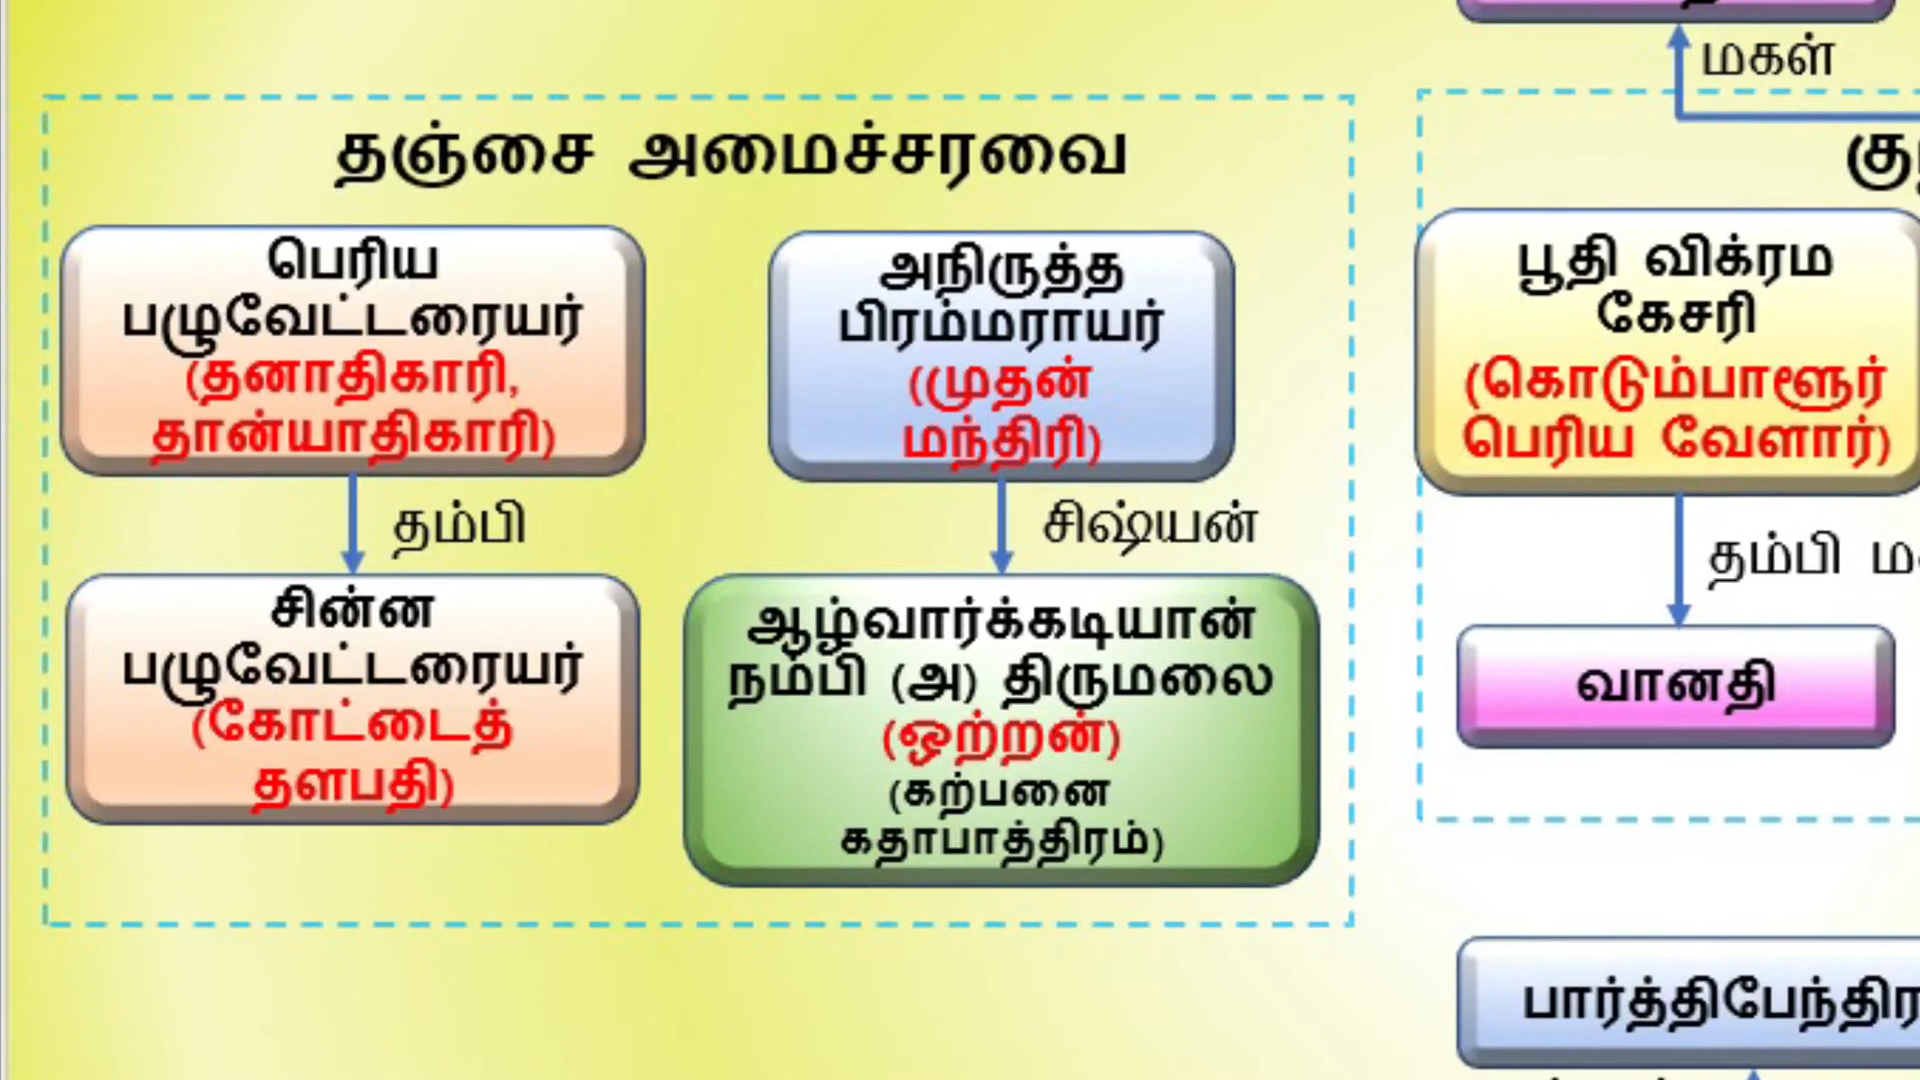 மகள்
தஞ்சை அமைச்சரவை
பெரிய
பழுவேட்டரையர்
(தனாதிகாரி,
தான்யாதிகாரி)
தம்பி
சின்ன
பழுவேட்டரையர்
(கோட்டைத்
தளபதி)
அநிருத்த
பிரம்மராயர்
(முதன்
மந்திரி)
சிஷ்யன்
ஆழ்வார்க்கடியான்
நம்பி (அ) திருமலை
(ஒற்றன்)
(கற்பனை
கதாபாத்திரம்)
பூதி விக்ரம
கேசரி
(கொடும்பாளூர்
பெரிய வேளார்)
தம்பி
வானதி
பார்த்திபேந்திர